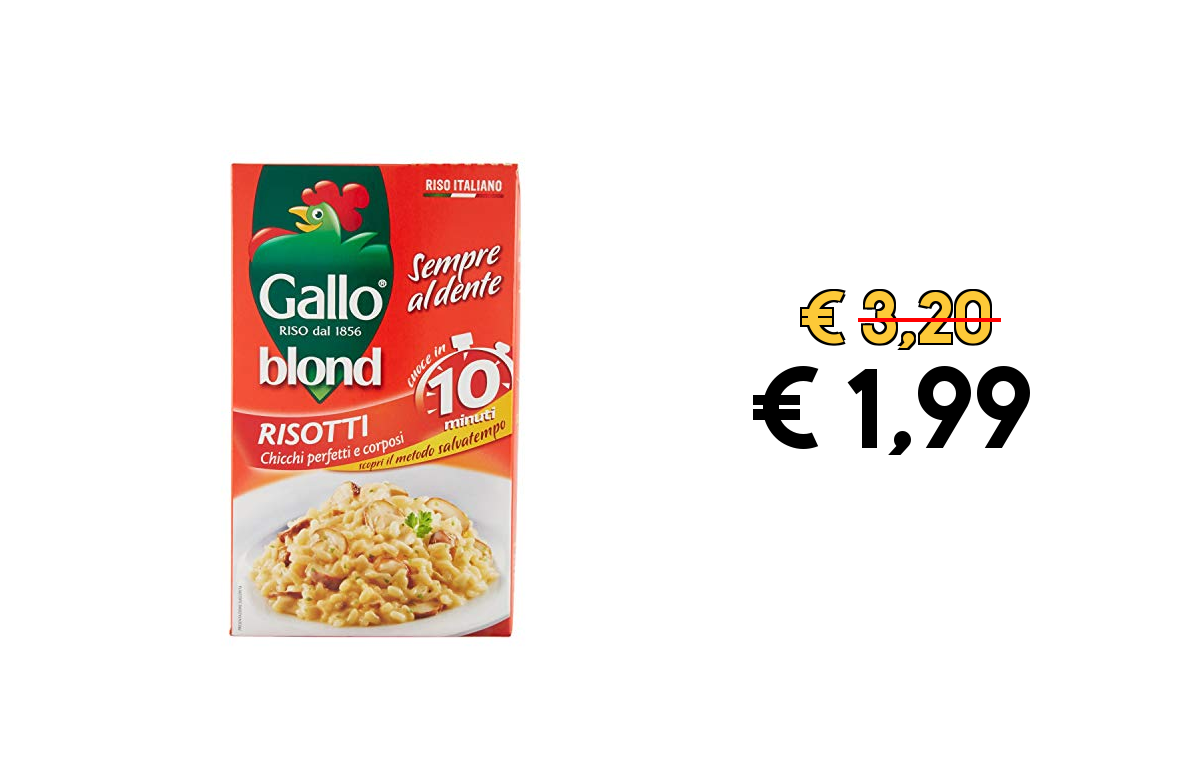 RISO ITALIANO
Sempre
al dente
Gallo®
RISO dal 1856
blond
cuoce in
10
minuti
RISOTTI
Chicchi perfetti e corposi
scopri il metodo salvatempo
€ 3,20
€ 1,99